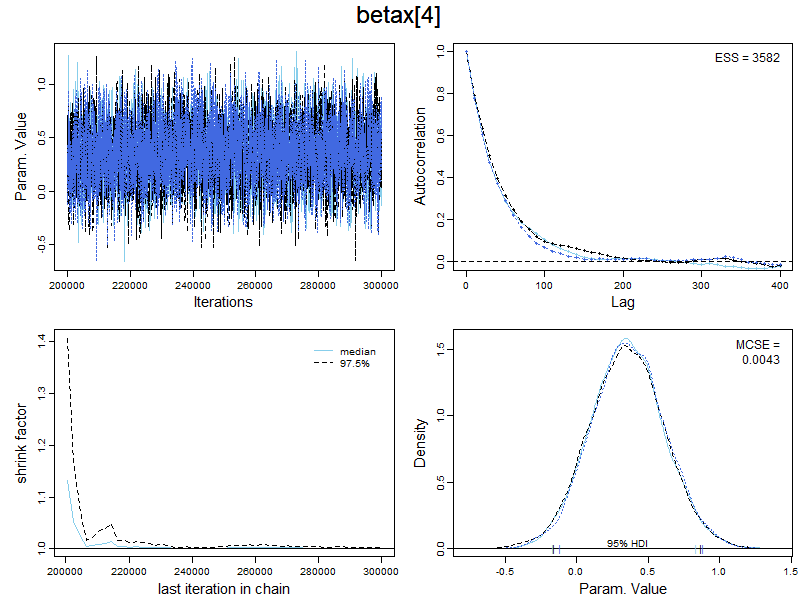 betax[4]
Param. Value
1.0
0.5
0.0
-0.5
200000 220000 240000 260000 280000 300000
Iterations
Autocorrelation
1.0
0.8
0.6
0.4
0.2
0.0
ESS = 3582
0 100 200 300 400
Lag
shrink factor
1.4
1.3
1.2
1.1
1.0
median
97.5%
200000 220000 240000 260000 280000 300000
last iteration in chain
Density
1.5
1.0
0.5
0.0
MCSE =
0.0043
95% HDI
-0.5 0.0 0.5 1.0 1.5
Param. Value